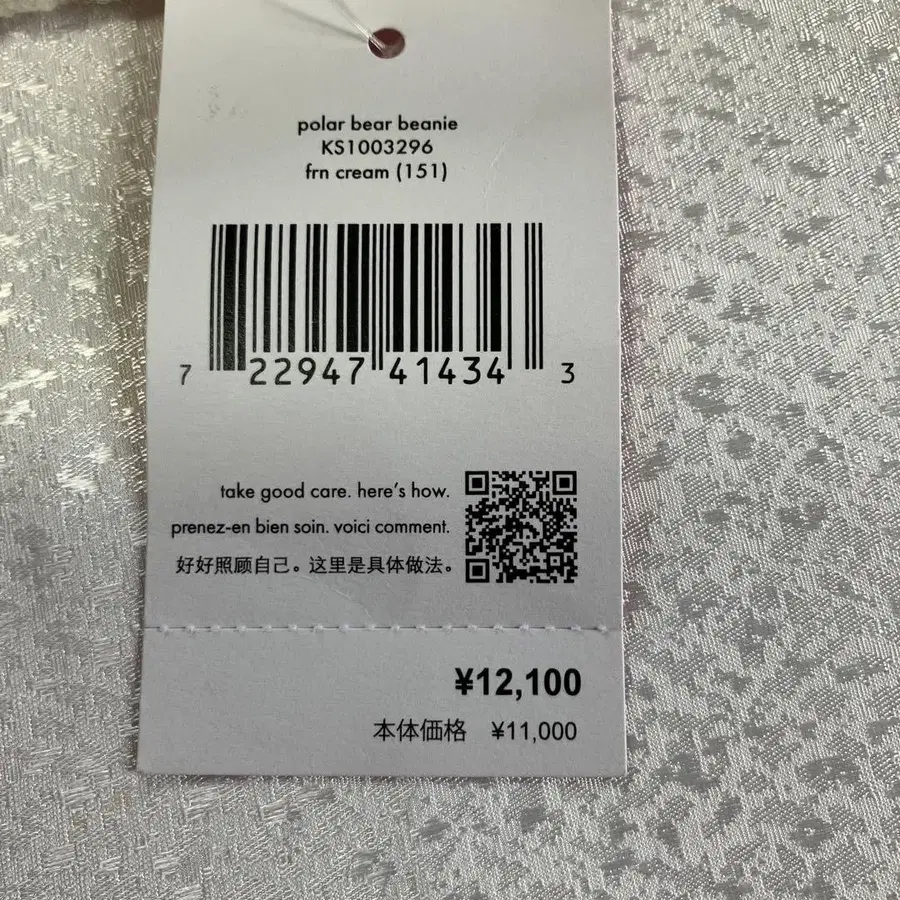 polar bear beanie
KS1003296
frn cream (151)
7 22947 41434 3
take good care. here's how.
prenez-en bien soin. voici comment.
好好照顾自己。这里是具体做法。
¥12,100
本体価格 ¥11,000